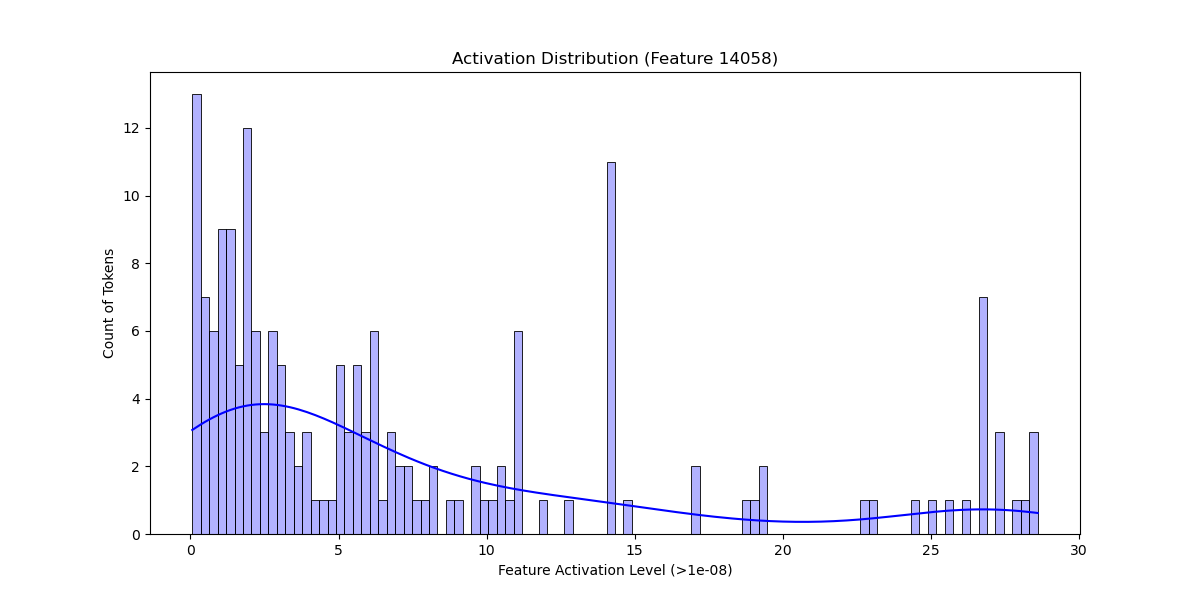 Activation Distribution (Feature 14058)
12
10
8
6
4
2
0
Count of Tokens
0 5 10 15 20 25 30
Feature Activation Level (>1e-08)